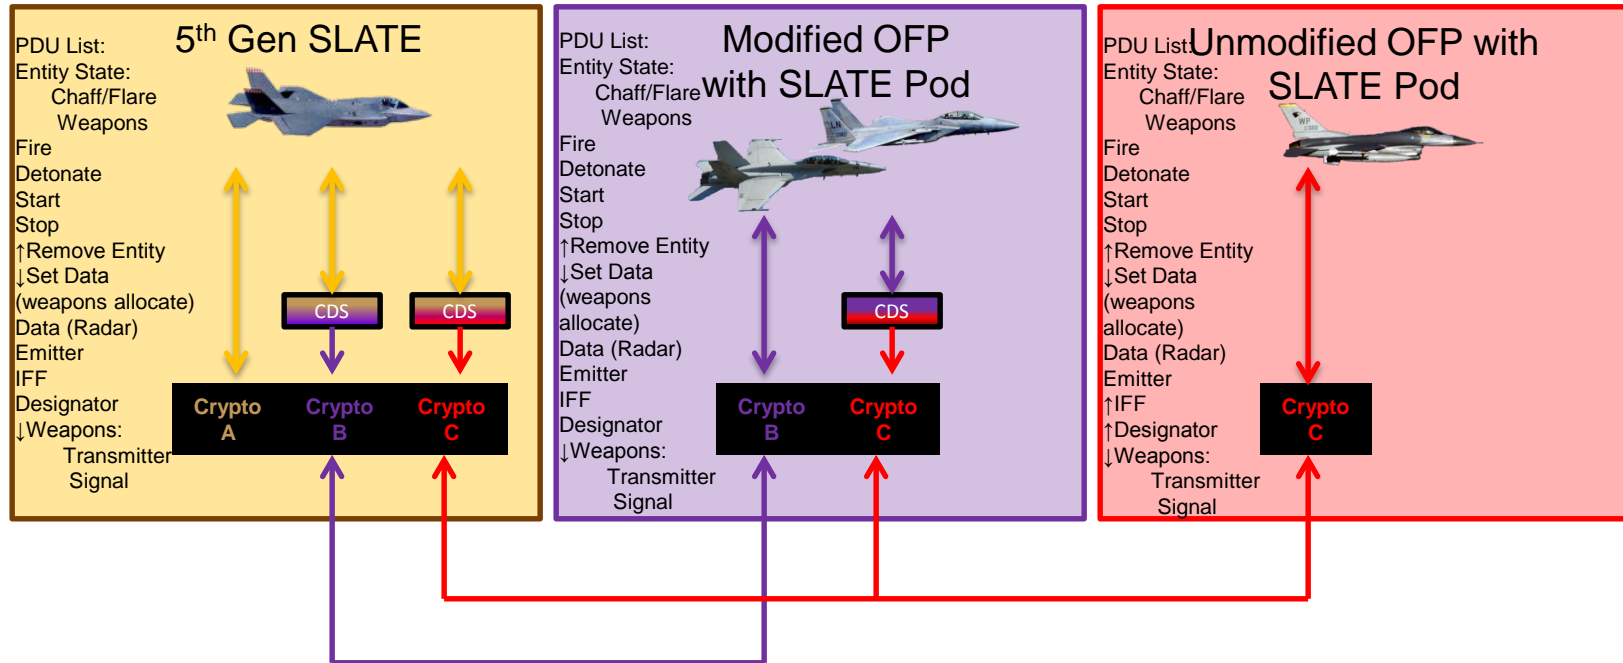 5th Gen SLATE
PDU List:
Entity State:
Chaff/Flare
Weapons
Fire
Detonate
Start
Stop
↑Remove Entity
↓Set Data
(weapons allocate)
Data (Radar)
Emitter
IFF
Designator
↓Weapons:
Transmitter
Signal
CDS
CDS
Crypto
A
Crypto
B
Crypto
C
Modified OFP
with SLATE Pod
PDU List:
Entity State:
Chaff/Flare
Weapons
Fire
Detonate
Start
Stop
↑Remove Entity
↓Set Data
(weapons
allocate)
Data (Radar)
Emitter
IFF
Designator
↓Weapons:
Transmitter
Signal
LN
CDS
Crypto
B
Crypto
C
Unmodified OFP with
SLATE Pod
PDU List:
Entity State:
Chaff/Flare
Weapons
Fire
Detonate
Start
Stop
↑Remove Entity
↓Set Data
(weapons
allocate)
Data (Radar)
Emitter
↑IFF
↑Designator
↓Weapons:
Transmitter
Signal
WP
Crypto
C